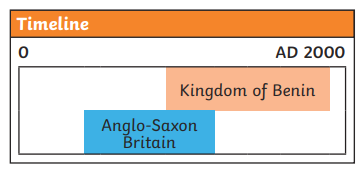 Timeline
0 AD 2000
Kingdom of Benin
Anglo-Saxon
Britain